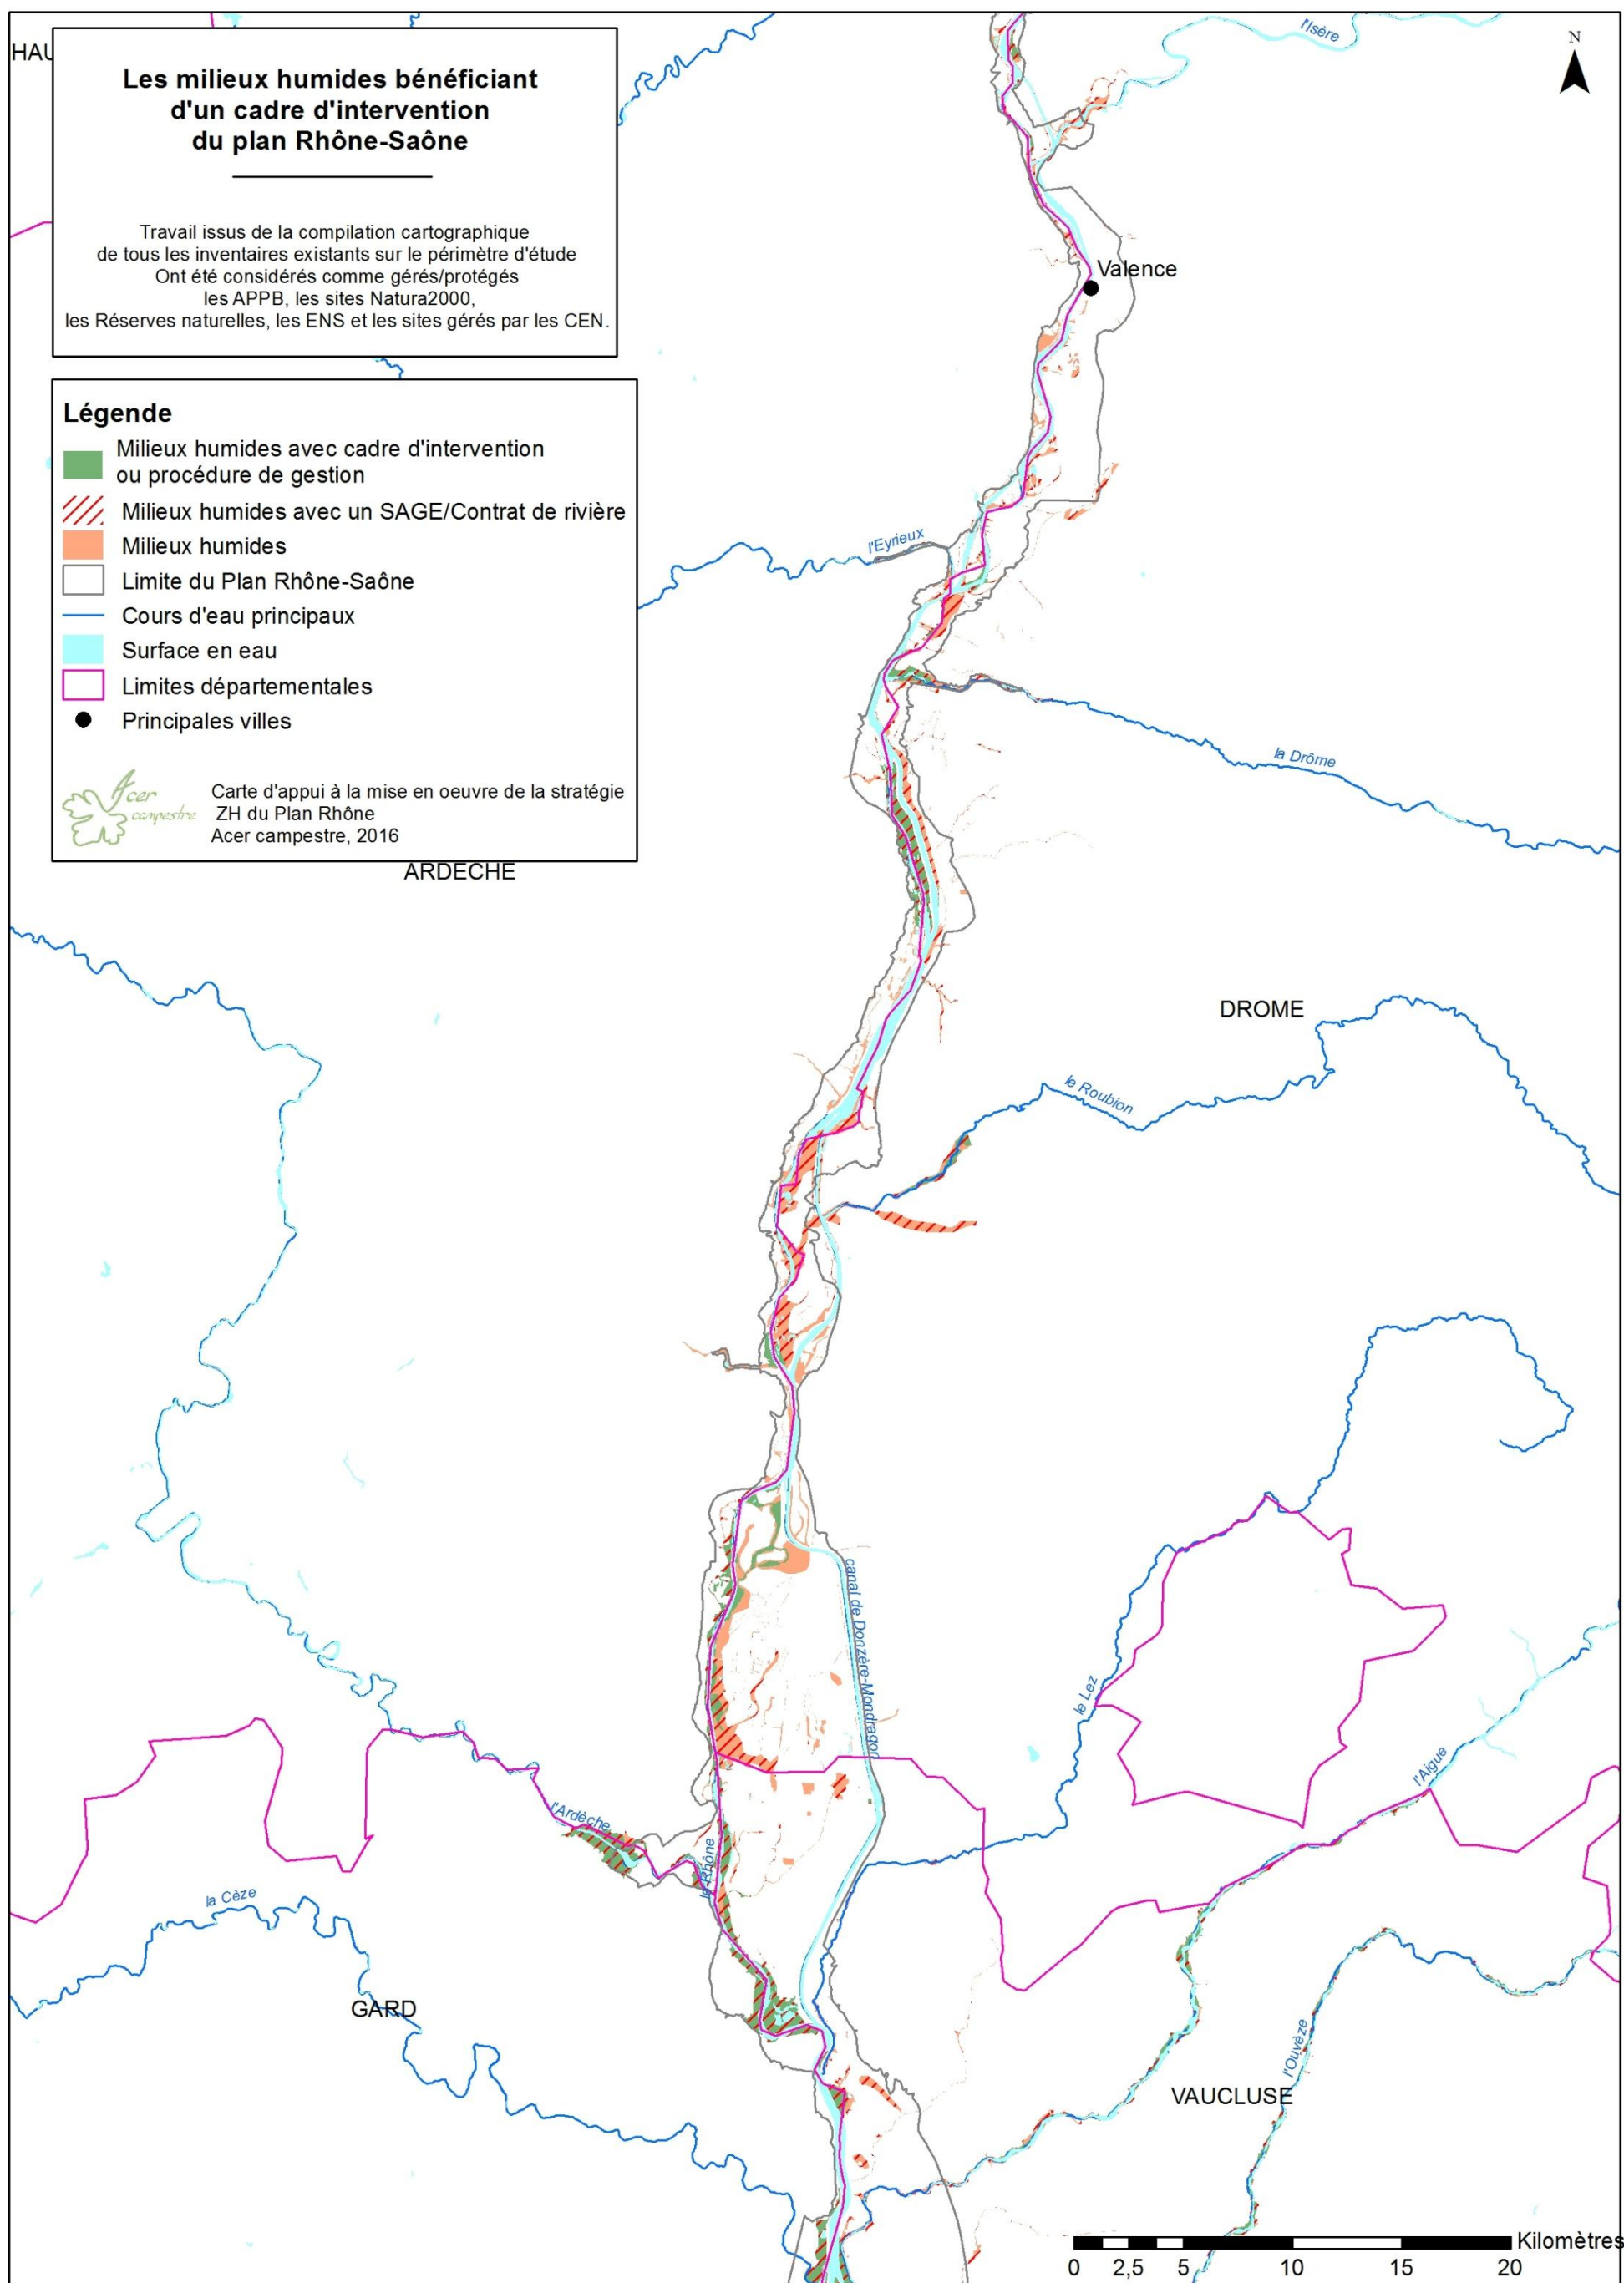 HAU
Les milieux humides bénéficiant
d'un cadre d'intervention
du plan Rhône-Saône
Travail issus de la compilation cartographique
de tous les inventaires existants sur le périmètre d'étude
Ont été considérés comme gérés/protégés
les APPB, les sites Natura2000,
les Réserves naturelles, les ENS et les sites gérés par les CEN.
Légende
Milieux humides avec cadre d'intervention
ou procédure de gestion
Milieux humides avec un SAGE/Contrat de rivière
Milieux humides
Limite du Plan Rhône-Saône
Cours d'eau principaux
Surface en eau
Limites départementales
Principales villes
Acer
campestre
Carte d'appui à la mise en oeuvre de la stratégie
ZH du Plan Rhône
Acer campestre, 2016
l'Isère
N
Valence
l'Eyrieux
la Drôme
ARDECHE
DROME
le Roubion
canal de Donzère-Mondragon
le Lez
l'Aigue
l'Ardèche
le Rhône
la Cèze
GARD
l'Ouvèze
VAUCLUSE
Kilomètres
0 2,5 5 10 15 20